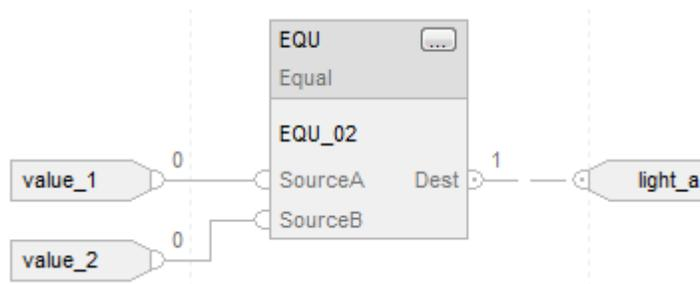 EQU ...
Equal
EQU_02
0
1
value_1
SourceA Dest
light_a
SourceB
0
value_2